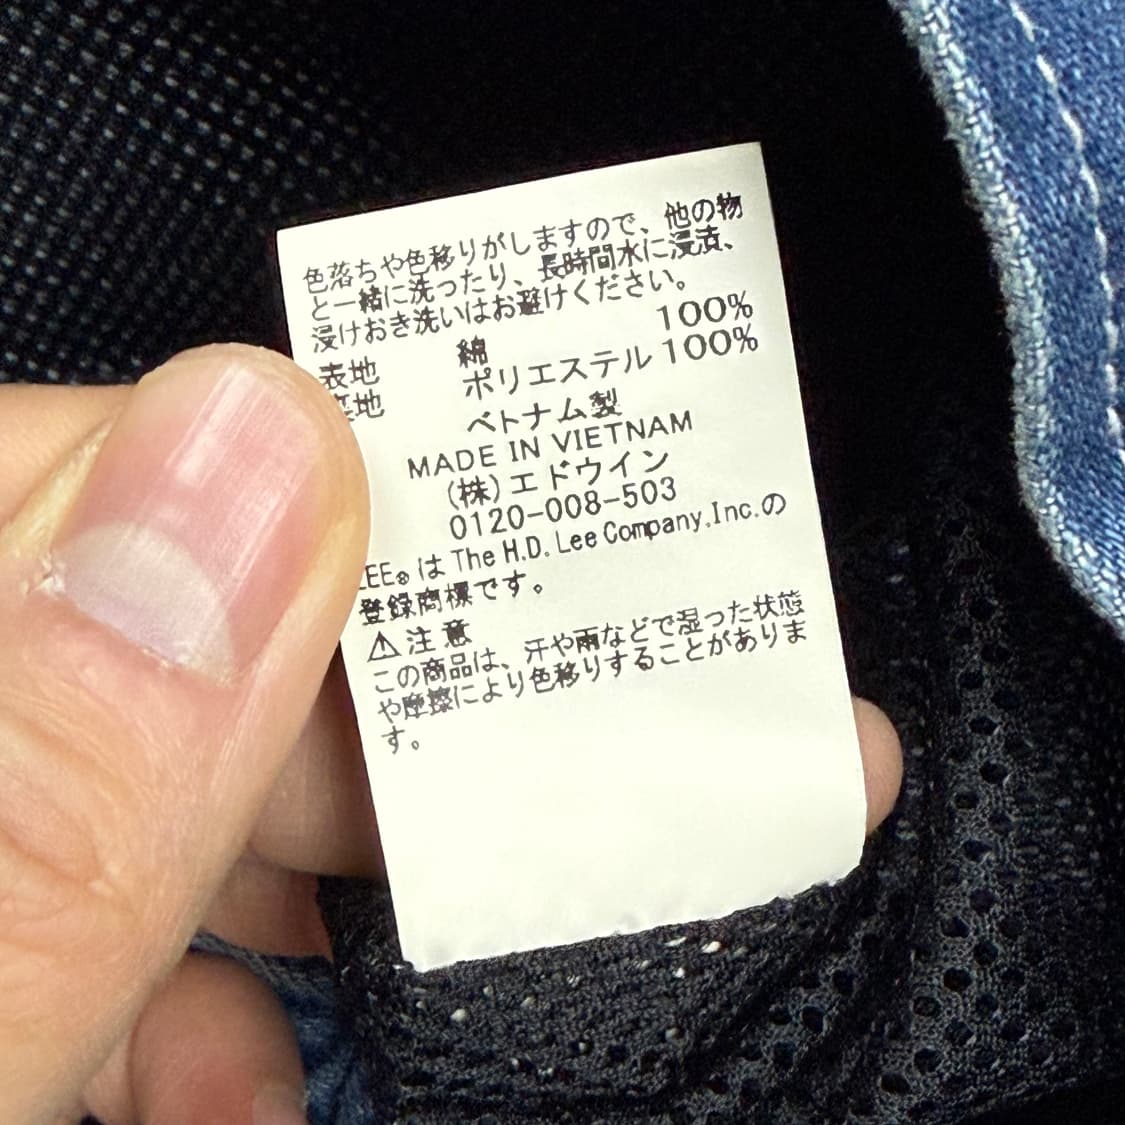 色落ちや色移りがしますので、他の物
と一緒に洗ったり、長時間水に浸漬、
浸けおき洗いはお避けください。
表地 綿 100%
地 ポリエステル 100%
ベトナム製
MADE IN VIETNAM
(株)エドウイン
0120-008-503
EE® は The H.D. Lee Company,Inc.の
登録商標です。
⚠注意
この商品は、汗や雨などで湿った状態
や摩擦により色移りすることがありま
す。